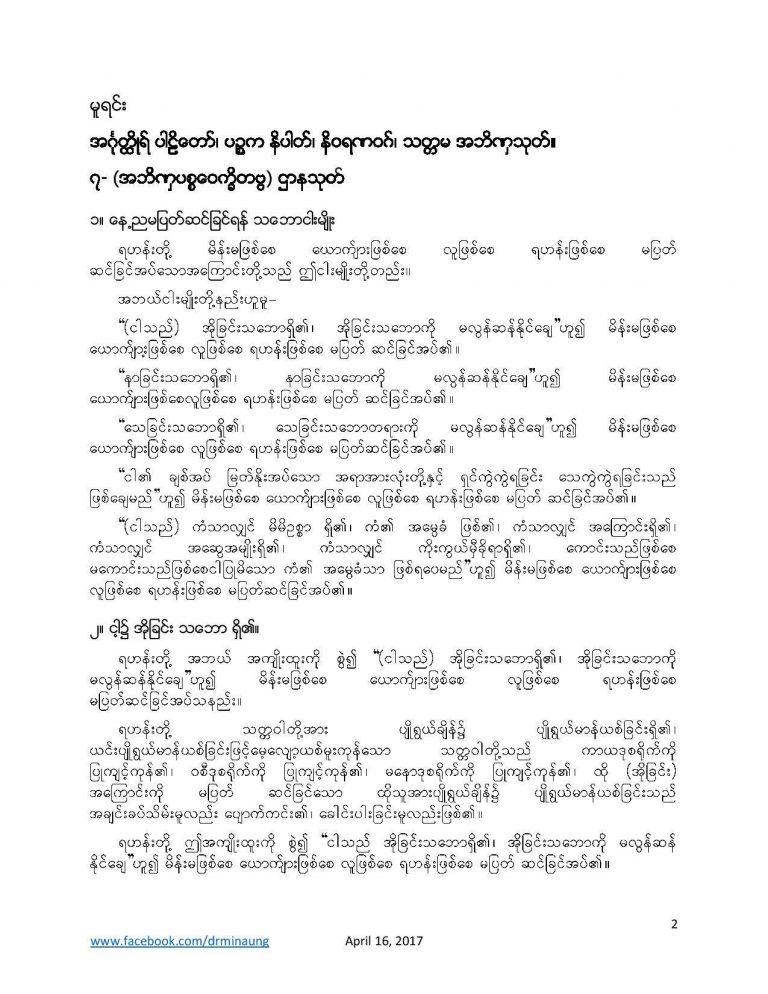 မူရင်း
အင်္ဂုတ္ထိုရ် ပါဠိတော်၊ ပဉ္စက နိပါတ်၊ နိဝရဏဝဂ်၊ သတ္တမ အဘိဏှသုတ်။
၇- (အဘိဏှပစ္စဝေက္ခိတဗ္ဗ) ဌာနသုတ်
၁။ နေ့ညမပြတ်ဆင်ခြင်ရန် သဘောငါးမျိုး
ရဟန်းတို့ မိန်းမဖြစ်စေ ယောက်ျားဖြစ်စေ လူဖြစ်စေ ရဟန်းဖြစ်စေ မပြတ်
ဆင်ခြင်အပ်သောအကြောင်းတို့သည် ဤငါးမျိုးတို့တည်း။
အဘယ်ငါးမျိုးတို့နည်းဟူမူ–
“(ငါသည်) အိုခြင်းသဘောရှိ၏၊ အိုခြင်းသဘောကို မလွန်ဆန်နိုင်ချေ”ဟူ၍ မိန်းမဖြစ်စေ
ယောက်ျားဖြစ်စေ လူဖြစ်စေ ရဟန်းဖြစ်စေ မပြတ် ဆင်ခြင်အပ်၏။
“နာခြင်းသဘောရှိ၏၊ နာခြင်းသဘောကို မလွန်ဆန်နိုင်ချေ”ဟူ၍ မိန်းမဖြစ်စေ
ယောက်ျားဖြစ်စေလူဖြစ်စေ ရဟန်းဖြစ်စေ မပြတ် ဆင်ခြင်အပ်၏။
“သေခြင်းသဘောရှိ၏၊ သေခြင်းသဘောတရားကို မလွန်ဆန်နိုင်ချေ”ဟူ၍ မိန်းမဖြစ်စေ
ယောက်ျားဖြစ်စေ လူဖြစ်စေ ရဟန်းဖြစ်စေ မပြတ်ဆင်ခြင်အပ်၏။
“ငါ၏ ချစ်အပ် မြတ်နိုးအပ်သော အရာအားလုံးတို့နှင့် ရှင်ကွဲကွဲရခြင်း သေကွဲကွဲရခြင်းသည်
ဖြစ်ချေမည်”ဟူ၍ မိန်းမဖြစ်စေ ယောက်ျားဖြစ်စေ လူဖြစ်စေ ရဟန်းဖြစ်စေ မပြတ် ဆင်ခြင်အပ်၏။
“(ငါသည်) ကံသာလျှင် မိမိဥစ္စာ ရှိ၏၊ ကံ၏ အမွေခံ ဖြစ်၏၊ ကံသာလျှင် အကြောင်းရှိ၏၊
ကံသာလျှင် အဆွေအမျိုးရှိ၏၊ ကံသာလျှင် ကိုးကွယ်မှီခိုရာရှိ၏၊ ကောင်းသည်ဖြစ်စေ
မကောင်းသည်ဖြစ်စေငါပြုမိသော ကံ၏ အမွေခံသာ ဖြစ်ရပေမည်”ဟူ၍ မိန်းမဖြစ်စေ ယောက်ျားဖြစ်စေ
လူဖြစ်စေ ရဟန်းဖြစ်စေ မပြတ်ဆင်ခြင်အပ်၏။
၂။ ငါ့၌ အိုခြင်း သဘော ရှိ၏။
ရဟန်းတို့ အဘယ် အကျိုးထူးကို စွဲ၍ “(ငါသည်) အိုခြင်းသဘောရှိ၏၊ အိုခြင်းသဘောကို
မလွန်ဆန်နိုင်ချေ”ဟူ၍ မိန်းမဖြစ်စေ ယောက်ျားဖြစ်စေ လူဖြစ်စေ ရဟန်းဖြစ်စေ
မပြတ်ဆင်ခြင်အပ်သနည်း။
ရဟန်းတို့ သတ္တဝါတို့အား ပျိုရွယ်ချိန်၌ ပျိုရွယ်မာန်ယစ်ခြင်းရှိ၏၊
ယင်းပျိုရွယ်မာန်ယစ်ခြင်းဖြင့်မေ့လျော့ယစ်မူးကုန်သော သတ္တဝါတို့သည် ကာယဒုစရိုက်ကို
ပြုကျင့်ကုန်၏၊ ဝစီဒုစရိုက်ကို ပြုကျင့်ကုန်၏၊ မနောဒုစရိုက်ကို ပြုကျင့်ကုန်၏၊ ထို (အိုခြင်း)
အကြောင်းကို မပြတ် ဆင်ခြင်သော ထိုသူအားပျိုရွယ်ချိန်၌ ပျိုရွယ်မာန်ယစ်ခြင်းသည်
အချင်းခပ်သိမ်းမူလည်း ပျောက်ကင်း၏၊ ခေါင်းပါးခြင်းမူလည်းဖြစ်၏။
ရဟန်းတို့ ဤအကျိုးထူးကို စွဲ၍ “ငါသည် အိုခြင်းသဘောရှိ၏၊ အိုခြင်းသဘောကို မလွန်ဆန်
နိုင်ချေ”ဟူ၍ မိန်းမဖြစ်စေ ယောက်ျားဖြစ်စေ လူဖြစ်စေ ရဟန်းဖြစ်စေ မပြတ် ဆင်ခြင်အပ်၏။
2
www.facebook.com/drminaung April 16, 2017